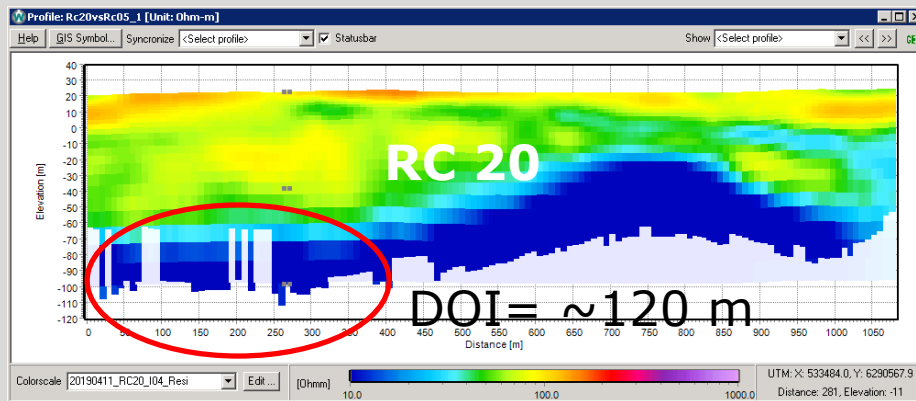 Profile: Rc20vsRc05_1 [Unit: Ohm-m]
Help GIS Symbol... Syncronize <Select profile> Statusbar Show <Select profile> << >> GE
40
30
20
10
0
-10
-20
-30
-40
-50
-60
-70
-80
-90
-100
-110
-120
Elevation [m]
RC 20
DOI= ~120 m
0 50 100 150 200 250 300 350 400 450 500 550 600 650 700 750 800 850 900 950 1000 1050
Distance [m]
Colorscale 20190411_RC20_I04_Resi Edit ... [Ohmm]
10.0 100.0 1000.0
UTM: X: 533484.0, Y: 6290567.9
Distance: 281, Elevation: -11